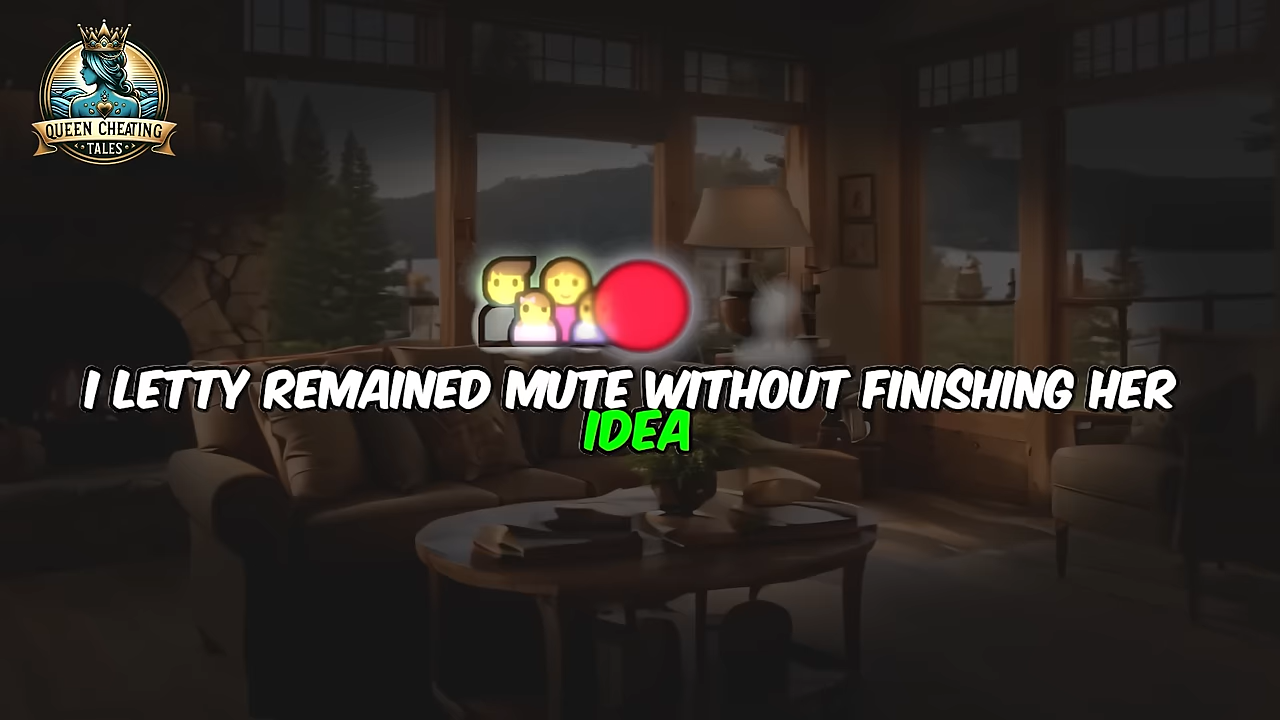 QUEEN CHEATING
TALES
I LETTY REMAINED MUTE WITHOUT FINISHING HER
IDEA